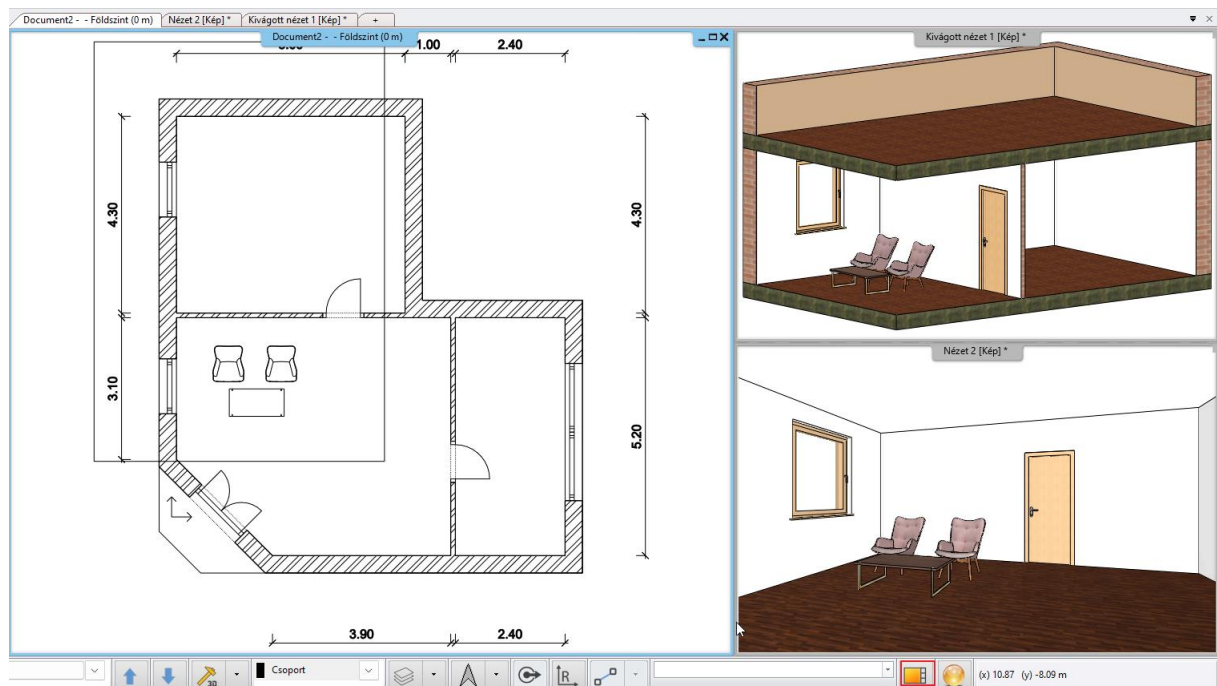 Document2 - - Földszint (0 m) Nézet 2 [Kép] * Kivágott nézet 1 [Kép] * +
Document2 - - Földszint (0 m)
Kivágott nézet 1 [Kép] *
1.00 2.40
4.30
4.30
Nézet 2 [Kép] *
3.10
5.20
3.90 2.40
3D
Csoport
R
(x) 10.87 (y) -8.09 m